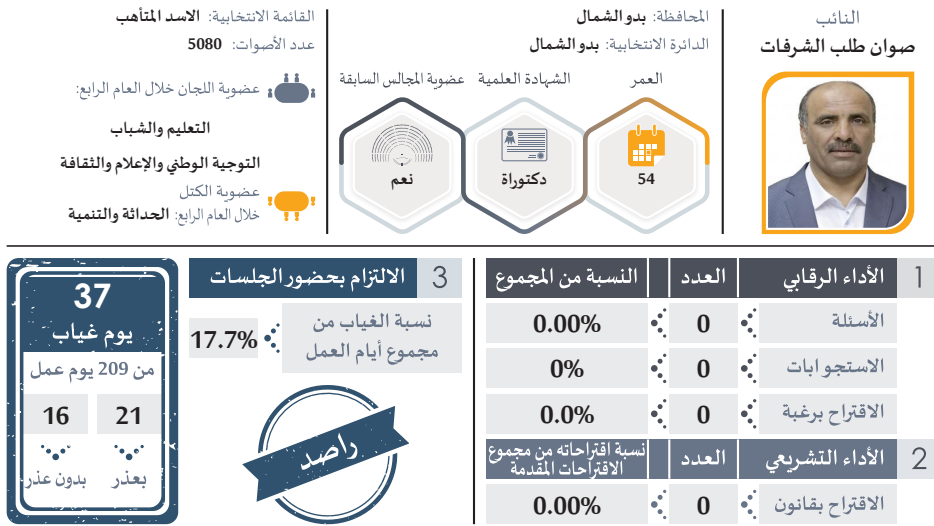 النائب
صوان طلب الشرفات
المحافظة: بدو الشمال
الدائرة الانتخابية: بدو الشمال
العمر
54
الشهادة العلمية
دكتوراة
عضوية المجالس السابقة
نعم
القائمة الانتخابية: الاسد المتأهب
عدد الأصوات: 5080
عضوية اللجان خلال العام الرابع:
التعليم والشباب
التوجية الوطني والإعلام والثقافة
عضوية الكتل
خلال العام الرابع: الحداثة والتنمية
1 الأداء الرقابي العدد النسبة من المجموع
الأسئلة 0 0.00%
الاستجوابات 0 0%
الاقتراح برغبة 0 0.0%
2 الأداء التشريعي العدد نسبة اقتراحاته من مجموع
الاقتراحات المقدمة
الاقتراح بقانون 0 0.00%
3 الالتزام بحضور الجلسات
نسبة الغياب من
مجموع أيام العمل
17.7%
راصد
37
يوم غياب
من 209 يوم عمل
21 16
بعذر بدون عذر